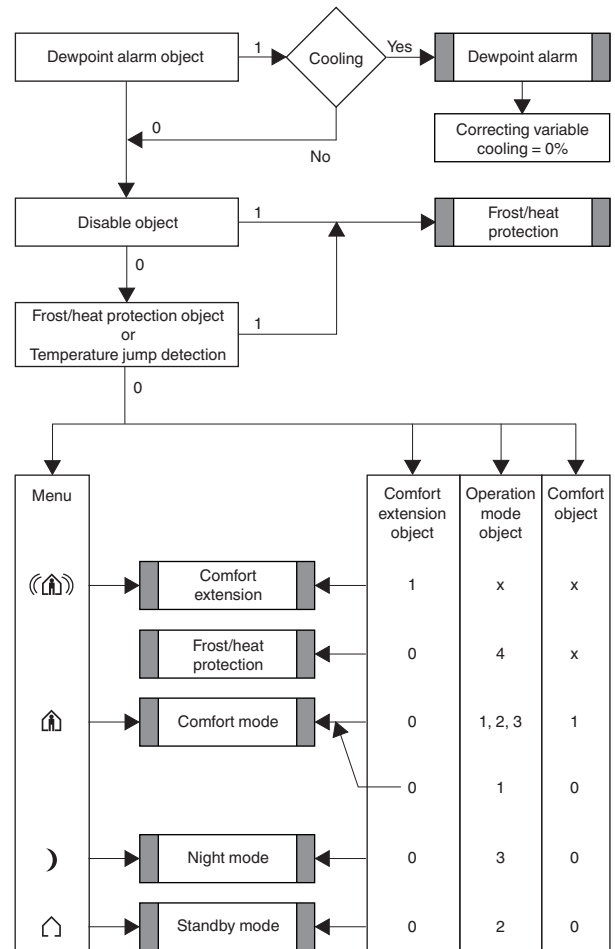 Dewpoint alarm object
1
Cooling
Yes
Dewpoint alarm
0
No
Correcting variable
cooling = 0%
Disable object
1
Frost/heat
protection
0
Frost/heat protection object
or
Temperature jump detection
1
0
Menu
Comfort
extension
object
Operation
mode
object
Comfort
object
Comfort
extension
1
x
x
Frost/heat
protection
0
4
x
Comfort mode
0
1, 2, 3
1
0
1
0
Night mode
0
3
0
Standby mode
0
2
0